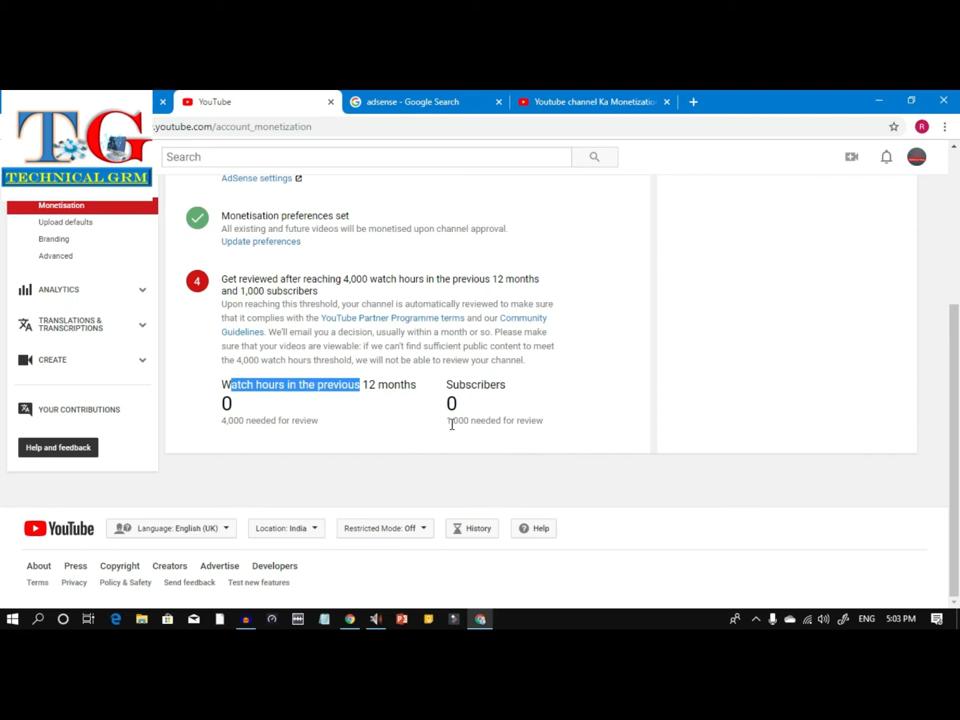 YouTube
adsense - Google Search
Youtube channel Ka Monetizatio
.youtube.com/account_monetization
R
TG
TECHNICAL GRM
Search
AdSense settings
Monetisation
Upload defaults
Branding
Advanced
ANALYTICS
TRANSLATIONS &
TRANSCRIPTIONS
CREATE
YOUR CONTRIBUTIONS
Help and feedback
Monetisation preferences set
All existing and future videos will be monetised upon channel approval.
Update preferences
4
Get reviewed after reaching 4,000 watch hours in the previous 12 months
and 1,000 subscribers
Upon reaching this threshold, your channel is automatically reviewed to make sure
that it complies with the YouTube Partner Programme terms and our Community
Guidelines. We'll email you a decision, usually within a month or so. Please make
sure that your videos are viewable: if we can't find sufficient public content to meet
the 4,000 watch hours threshold, we will not be able to review your channel.
Watch hours in the previous 12 months
0
4,000 needed for review
Subscribers
0
1,000 needed for review
YouTube
Language: English (UK)
Location: India
Restricted Mode: Off
History
Help
About Press Copyright Creators Advertise Developers
Terms Privacy Policy & Safety Send feedback Test new features
ENG
5:03 PM